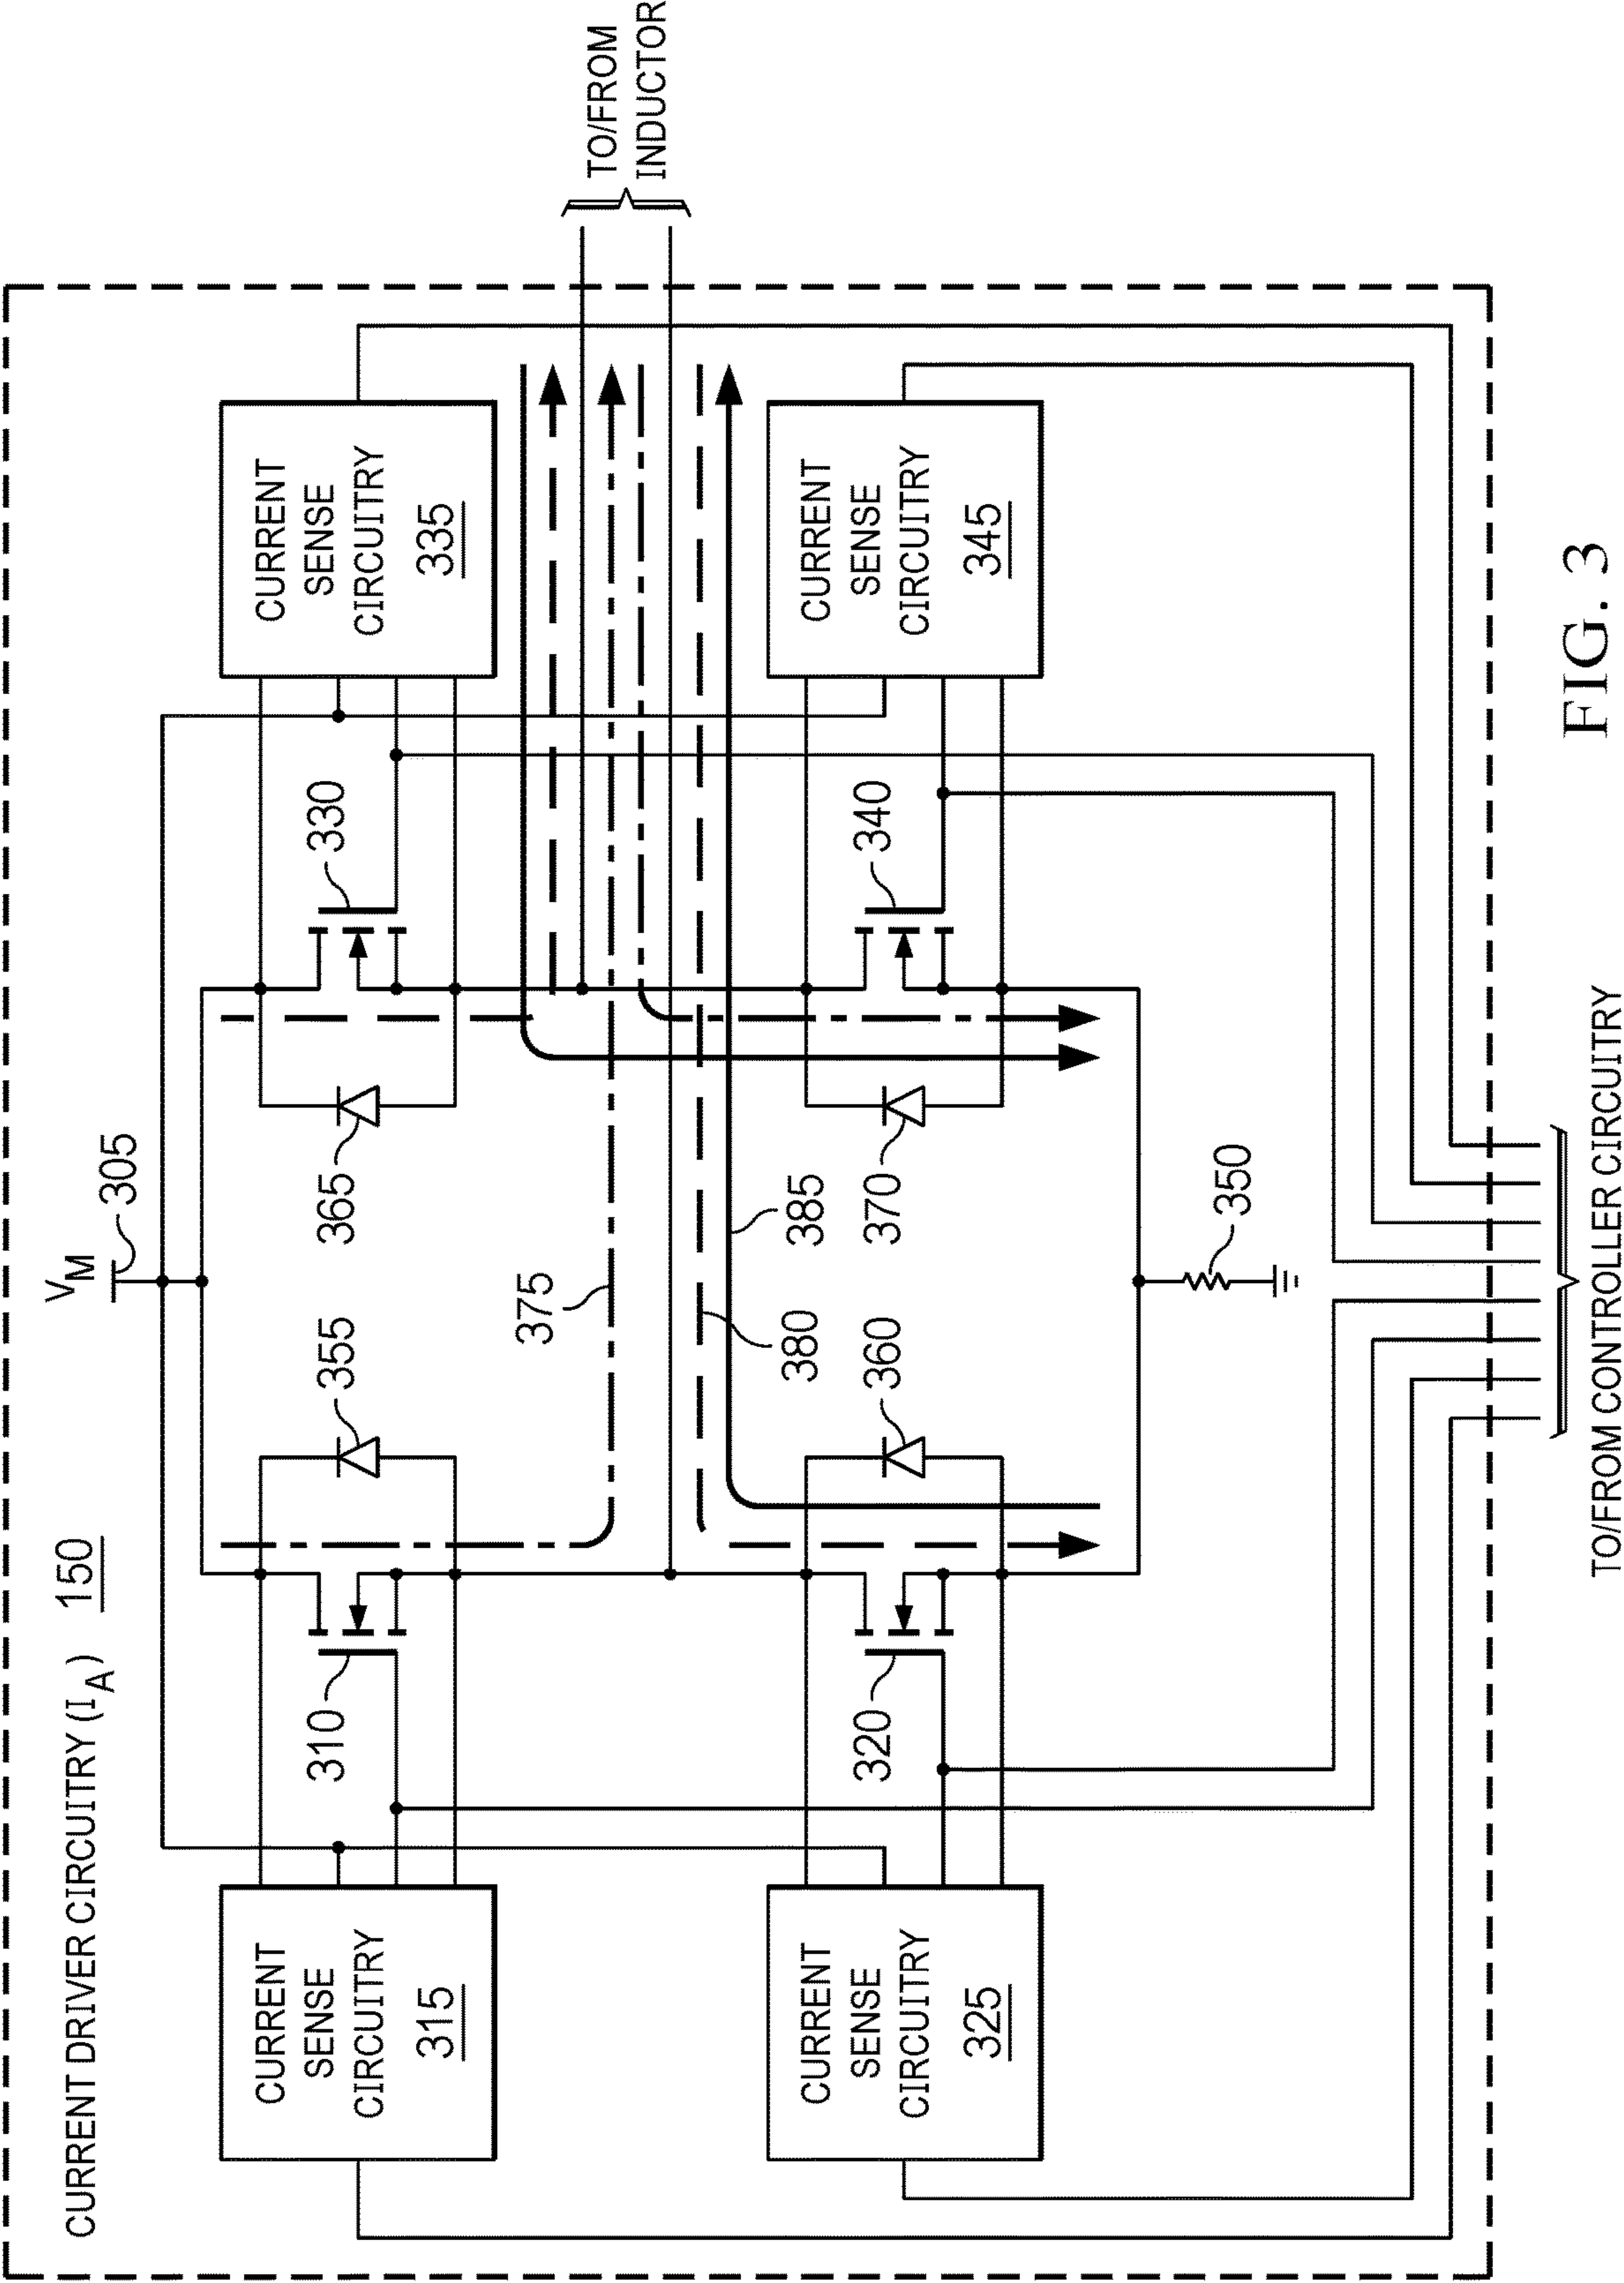 CURRENT DRIVER CIRCUITRY (IA) 150
VM
305
CURRENT
SENSE
CIRCUITRY
315
310
355
365
330
CURRENT
SENSE
CIRCUITRY
335
375
TO/FROM
INDUCTOR
380
385
CURRENT
SENSE
CIRCUITRY
325
320
360
370
340
CURRENT
SENSE
CIRCUITRY
345
350
TO/FROM CONTROLLER CIRCUITRY
FIG. 3